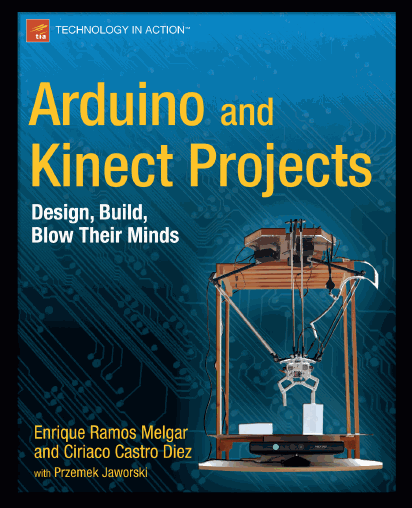 tia
TECHNOLOGY IN ACTION™
Arduino and
Kinect Projects
Design, Build,
Blow Their Minds
Enrique Ramos Melgar
and Ciriaco Castro Diez
with Przemek Jaworski